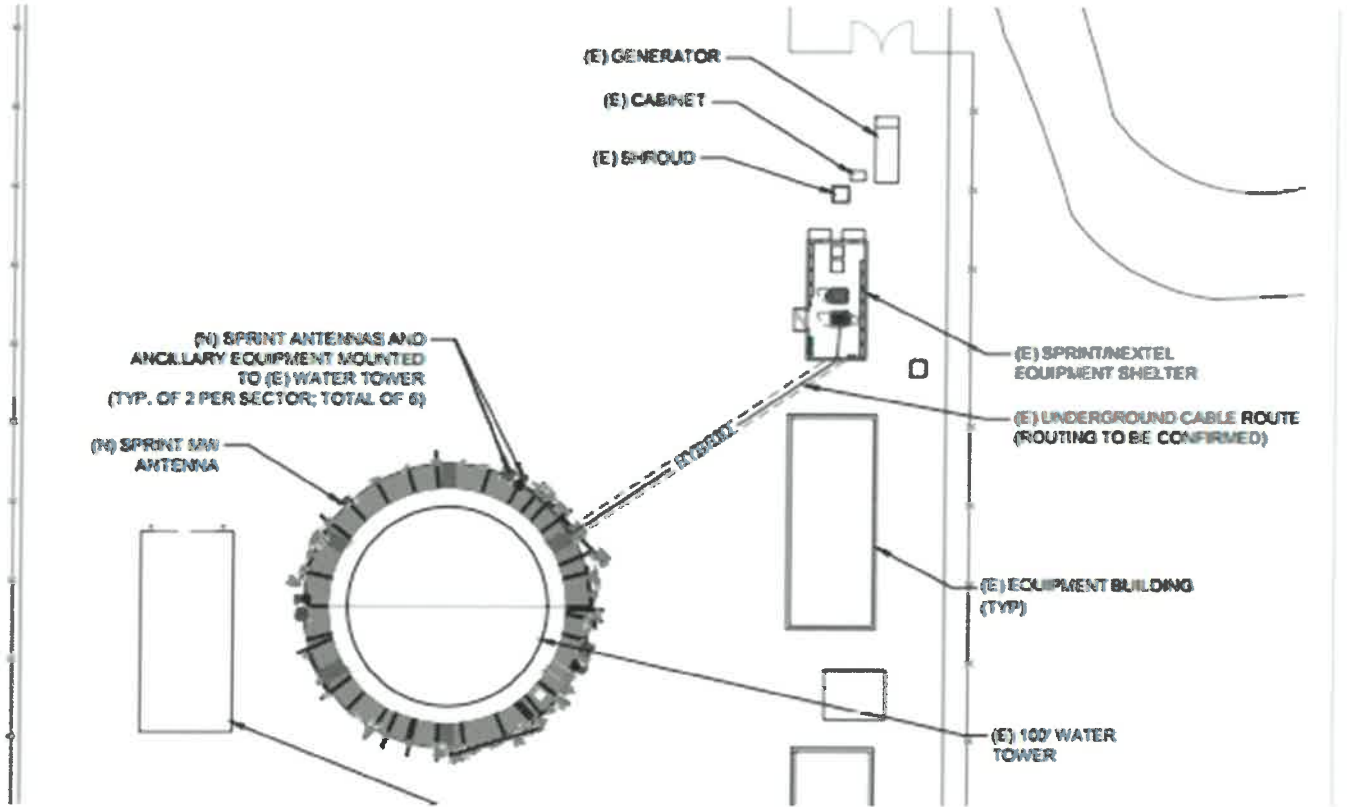 (E) GENERATOR
(E) CABINET
(E) SHROUD
(N) SPRINT ANTENNAS AND
ANCILLARY EQUIPMENT MOUNTED
TO (E) WATER TOWER
(TYP. OF 2 PER SECTOR; TOTAL OF 6)
(N) SPRINT MW
ANTENNA
HYBRID
(E) SPRINT/NEXTEL
EQUIPMENT SHELTER
(E) UNDERGROUND CABLE ROUTE
(ROUTING TO BE CONFIRMED)
(E) EQUIPMENT BUILDING
(TYP)
(E) 100' WATER
TOWER